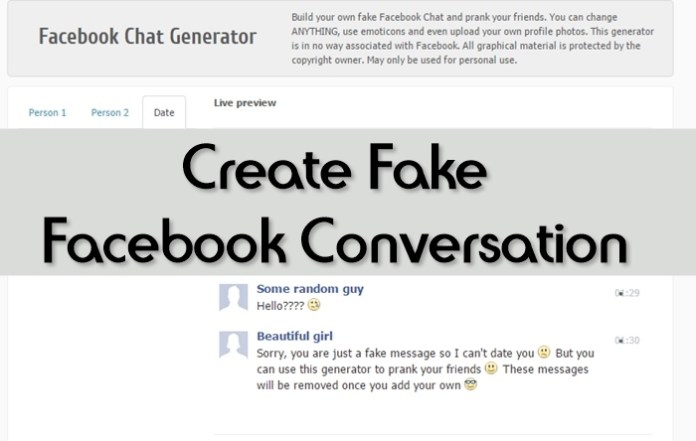 Facebook Chat Generator
Build your own fake Facebook Chat and prank your friends. You can change
ANYTHING, use emoticons and even upload your own profile photos. This generator
is in no way associated with Facebook. All graphical material is protected by the
copyright owner. May only be used for personal use.
Person 1 Person 2 Date
Live preview
Create Fake
Facebook Conversation
Some random guy :29
Hello????
Beautiful girl :30
Sorry, you are just a fake message so I can't date you But you
can use this generator to prank your friends These messages
will be removed once you add your own